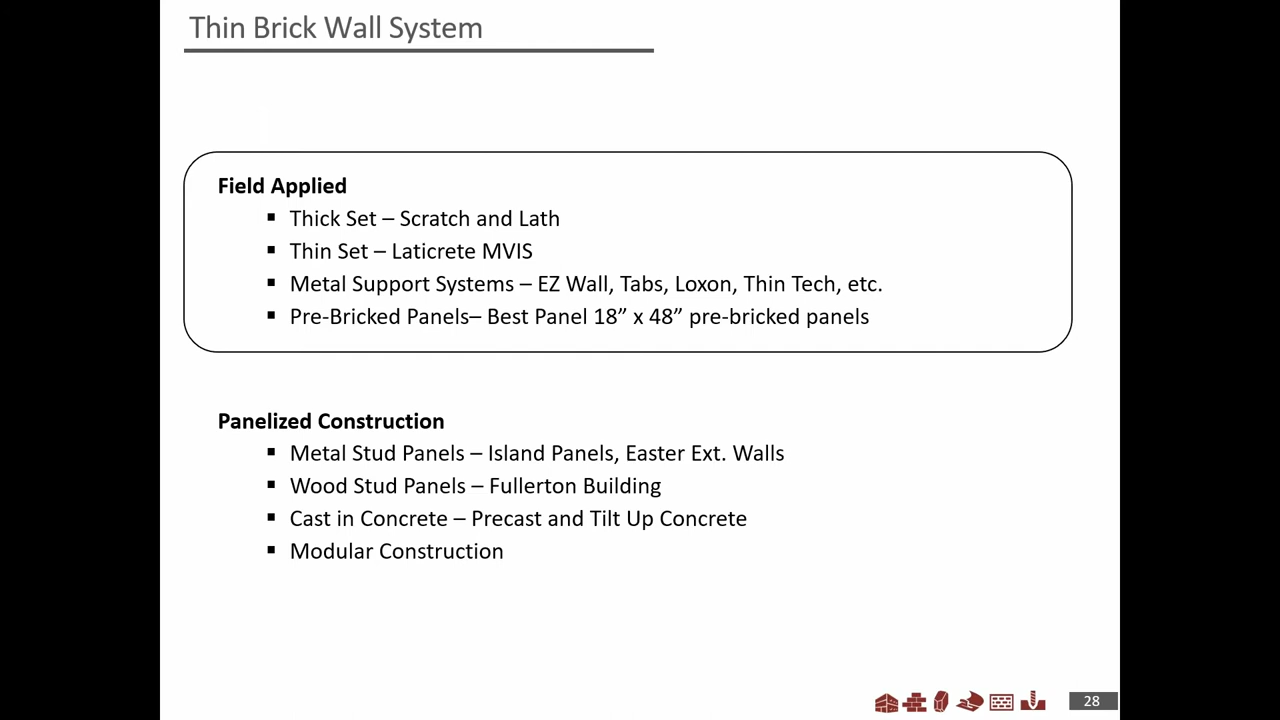 Thin Brick Wall System
Field Applied
▪ Thick Set – Scratch and Lath
▪ Thin Set – Laticrete MVIS
▪ Metal Support Systems – EZ Wall, Tabs, Loxon, Thin Tech, etc.
▪ Pre-Bricked Panels– Best Panel 18” x 48” pre-bricked panels
Panelized Construction
▪ Metal Stud Panels – Island Panels, Easter Ext. Walls
▪ Wood Stud Panels – Fullerton Building
▪ Cast in Concrete – Precast and Tilt Up Concrete
▪ Modular Construction
28